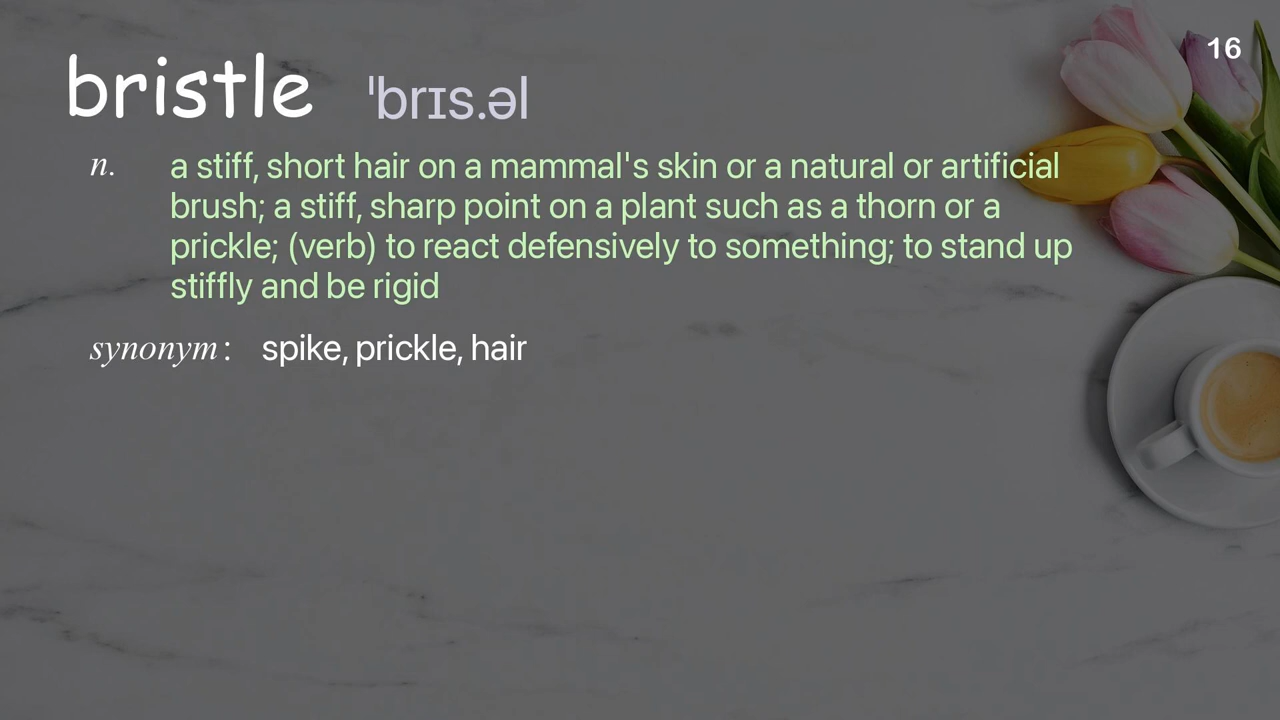 16
bristle ˈbrɪs.əl
n. a stiff, short hair on a mammal's skin or a natural or artificial
brush; a stiff, sharp point on a plant such as a thorn or a
prickle; (verb) to react defensively to something; to stand up
stiffly and be rigid
synonym: spike, prickle, hair